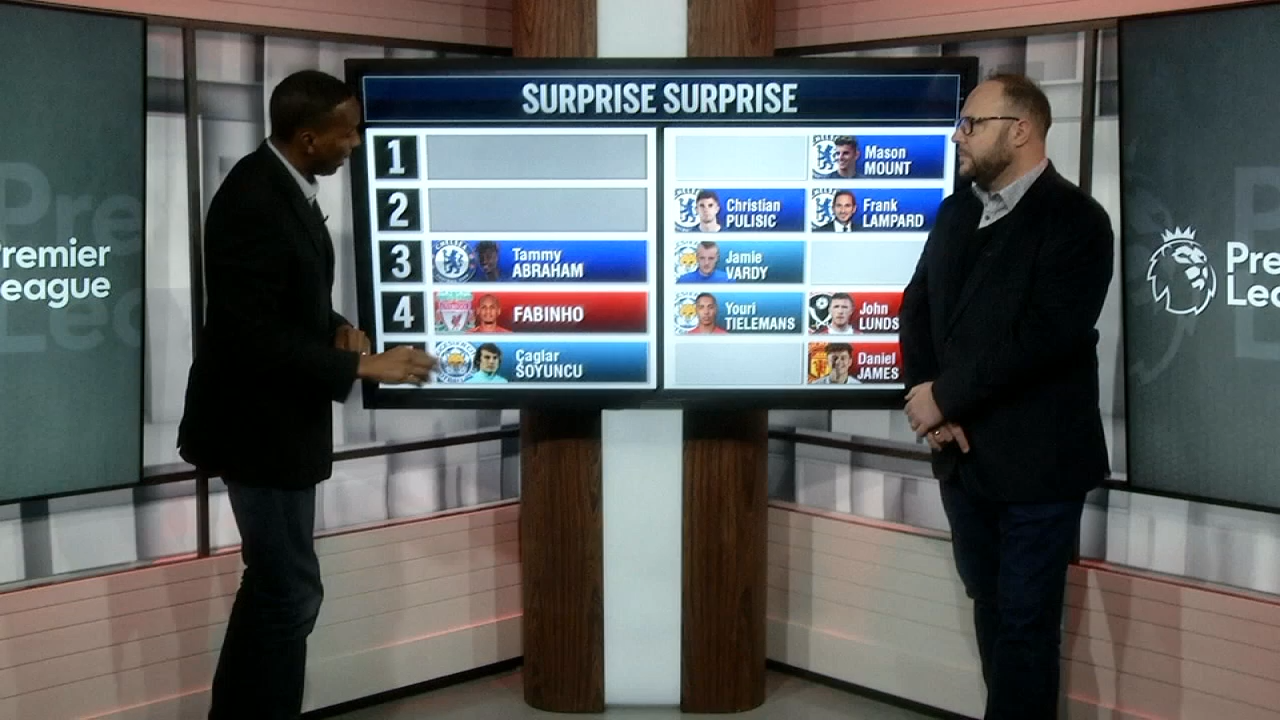 SURPRISE SURPRISE
1
2
3
Tammy
ABRAHAM
4
FABINHO
Çaglar
SOYUNCU
Mason
MOUNT
Christian
PULISIC
Frank
LAMPARD
Jamie
VARDY
Youri
TIELEMANS
John
LUNDS
Daniel
JAMES
Premier
League
Pre
Lea